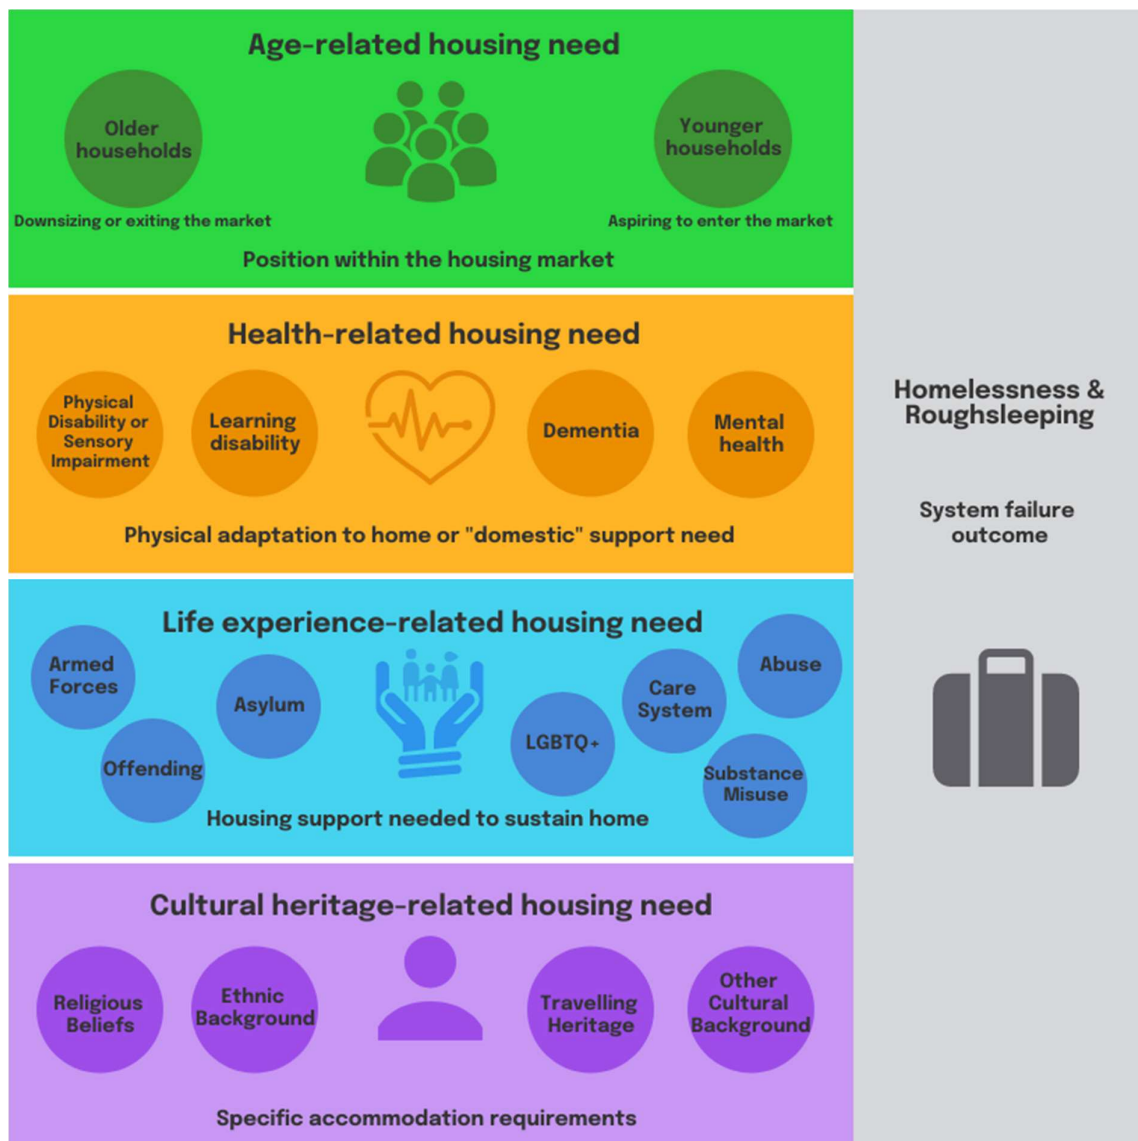 Age-related housing need
Older
households
Younger
households
Downsizing or exiting the market
Aspiring to enter the market
Position within the housing market
Health-related housing need
Physical
Disability or
Sensory
Impairment
Learning
disability
Dementia
Mental
health
Physical adaptation to home or "domestic" support need
Life experience-related housing need
Armed
Forces
Offending
Asylum
LGBTQ+
Care
System
Abuse
Substance
Misuse
Housing support needed to sustain home
Cultural heritage-related housing need
Religious
Beliefs
Ethnic
Background
Travelling
Heritage
Other
Cultural
Background
Specific accommodation requirements
Homelessness &
Roughsleeping
System failure
outcome